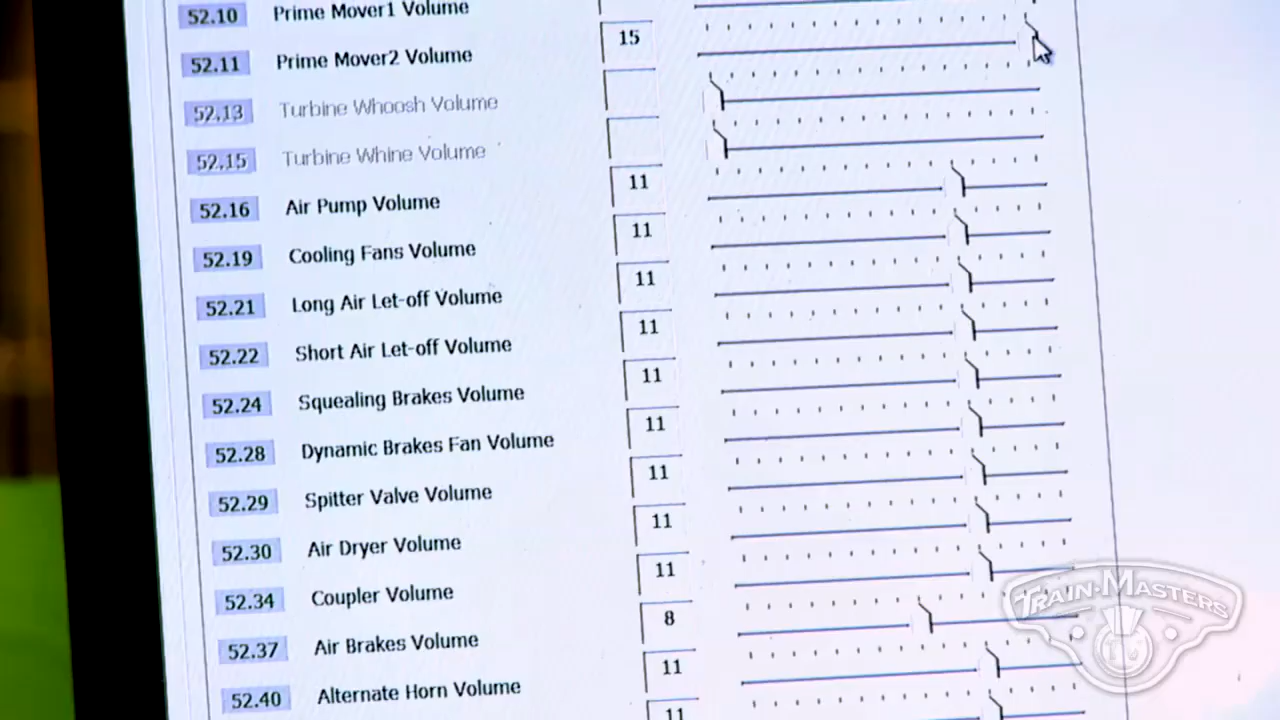 52.10 Prime Mover1 Volume
52.11 Prime Mover2 Volume 15
52.13 Turbine Whoosh Volume
52.15 Turbine Whine Volume
52.16 Air Pump Volume 11
52.19 Cooling Fans Volume 11
52.21 Long Air Let-off Volume 11
52.22 Short Air Let-off Volume 11
52.24 Squealing Brakes Volume 11
52.28 Dynamic Brakes Fan Volume 11
52.29 Spitter Valve Volume 11
52.30 Air Dryer Volume 11
52.34 Coupler Volume 11
52.37 Air Brakes Volume 8
52.40 Alternate Horn Volume 11
11
TRAIN-MASTERS